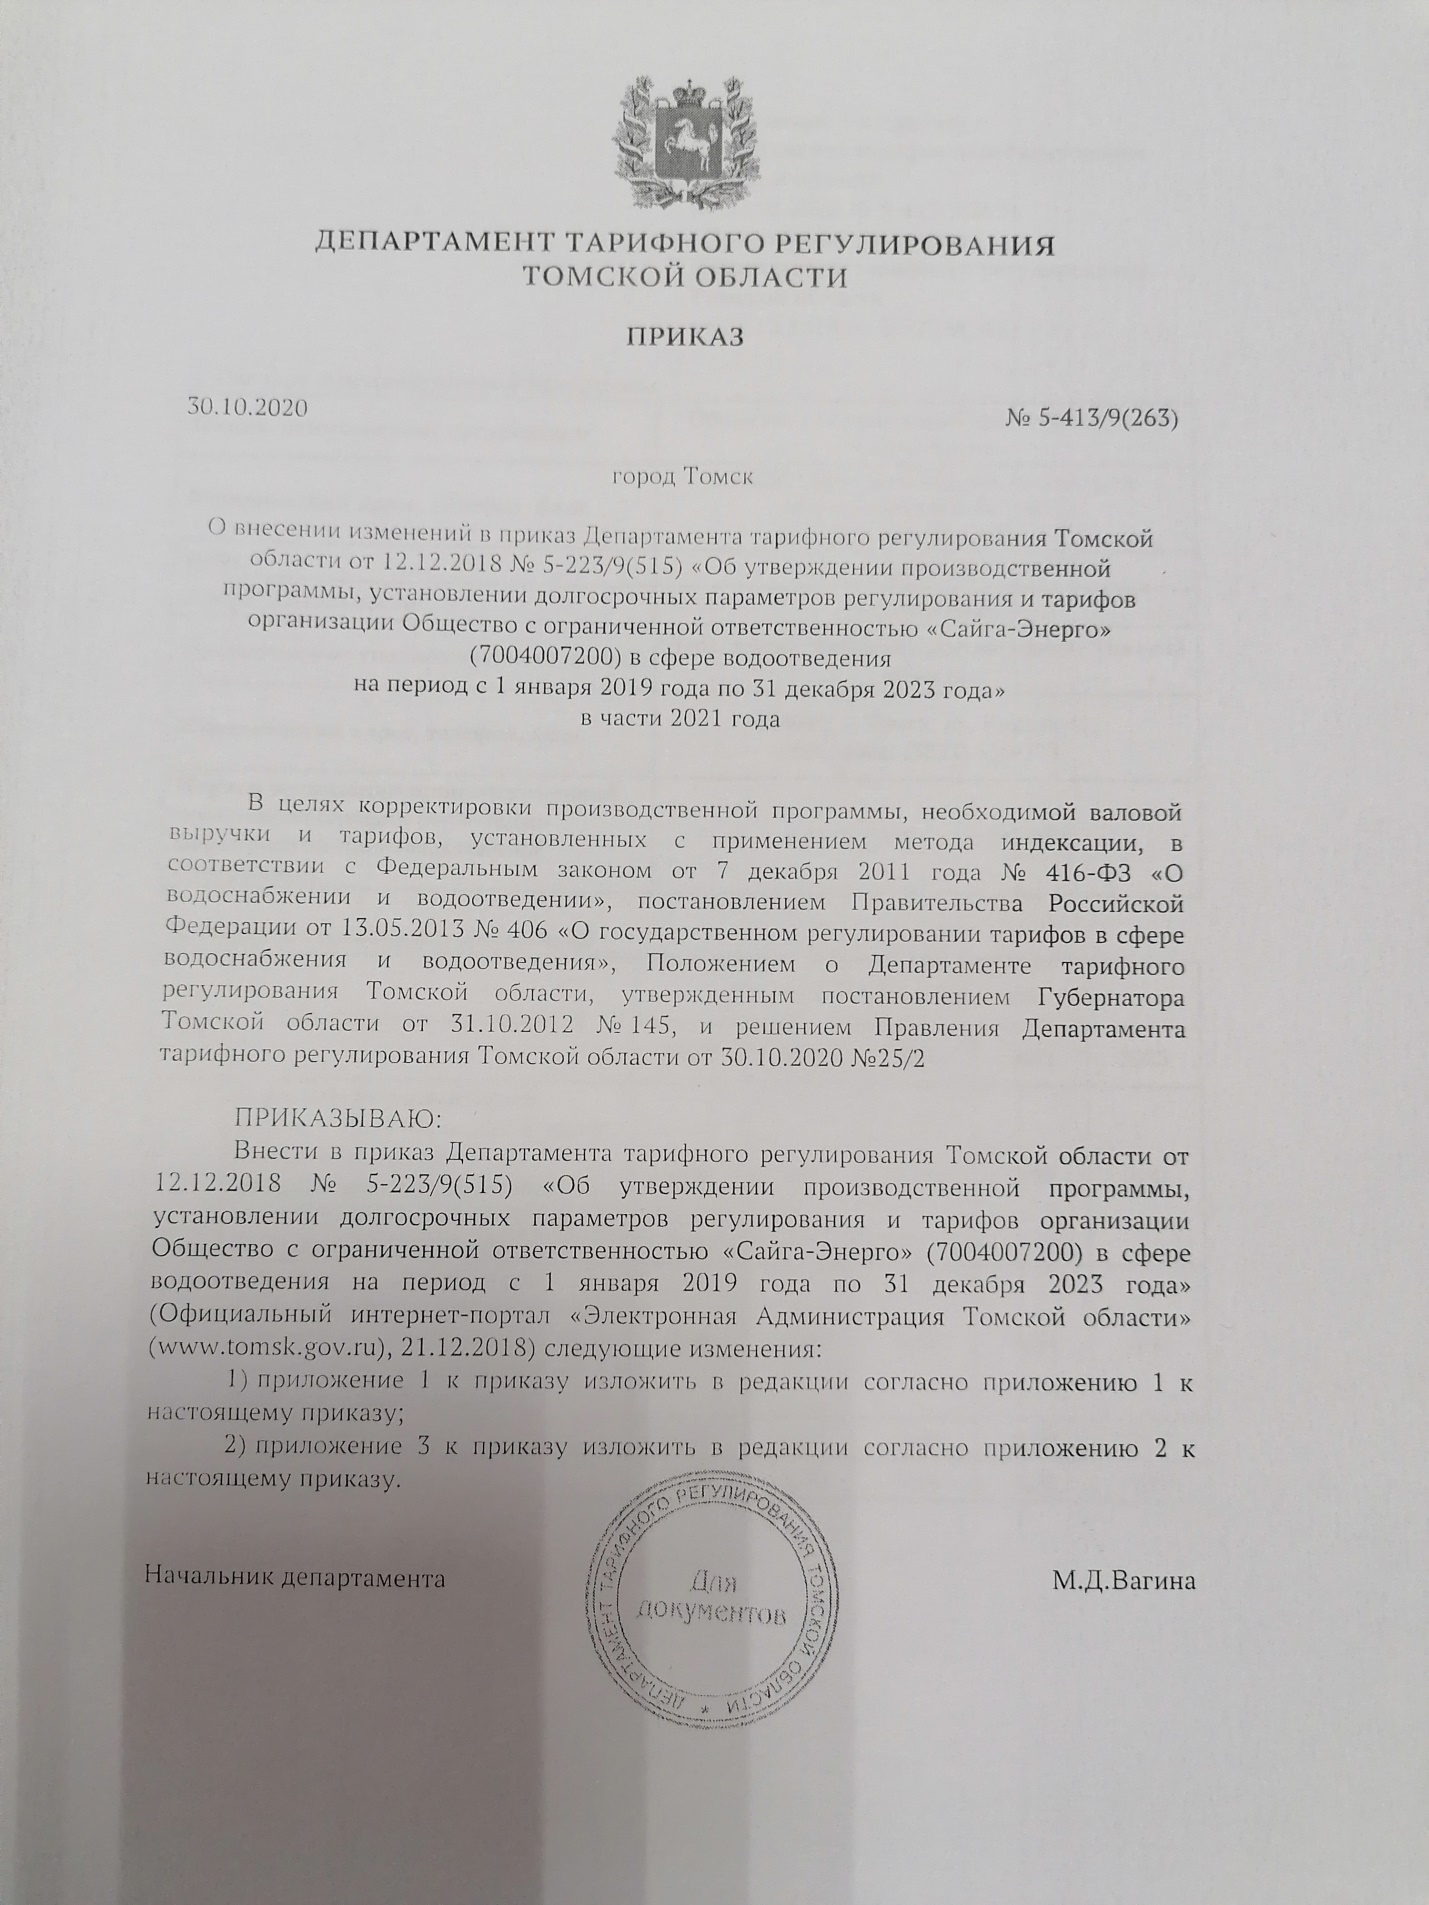 ДЕПАРТАМЕНТ ТАРИФНОГО РЕГУЛИРОВАНИЯ
ТОМСКОЙ ОБЛАСТИ
ПРИКАЗ
30.10.2020
№ 5-413/9(263)
город Томск
О внесении изменений в приказ Департамента тарифного регулирования Томской
области от 12.12.2018 № 5-223/9(515) «Об утверждении производственной
программы, установлении долгосрочных параметров регулирования и тарифов
организации Общество с ограниченной ответственностью «Сайга-Энерго»
(7004007200) в сфере водоотведения
на период с 1 января 2019 года по 31 декабря 2023 года»
в части 2021 года
В целях корректировки производственной программы, необходимой валовой
выручки и тарифов, установленных с применением метода индексации, в
соответствии с Федеральным законом от 7 декабря 2011 года № 416-ФЗ «О
водоснабжении и водоотведении», постановлением Правительства Российской
Федерации от 13.05.2013 № 406 «О государственном регулировании тарифов в сфере
водоснабжения и водоотведения», Положением о Департаменте тарифного
регулирования Томской области, утвержденным постановлением Губернатора
Томской области от 31.10.2012 № 145, и решением Правления Департамента
тарифного регулирования Томской области от 30.10.2020 №25/2
ПРИКАЗЫВАЮ:
Внести в приказ Департамента тарифного регулирования Томской области от
12.12.2018 № 5-223/9(515) «Об утверждении производственной программы,
установлении долгосрочных параметров регулирования и тарифов организации
Общество с ограниченной ответственностью «Сайга-Энерго» (7004007200) в сфере
водоотведения на период с 1 января 2019 года по 31 декабря 2023 года»
(Официальный интернет-портал «Электронная Администрация Томской области»
(www.tomsk.gov.ru), 21.12.2018) следующие изменения:
1) приложение 1 к приказу изложить в редакции согласно приложению 1 к
настоящему приказу;
2) приложение 3 к приказу изложить в редакции согласно приложению 2 к
настоящему приказу.
Начальник департамента
М.Д.Вагина
ДЕПАРТАМЕНТ ТАРИФНОГО РЕГУЛИРОВАНИЯ ТОМСКОЙ ОБЛАСТИ *
Для
документов